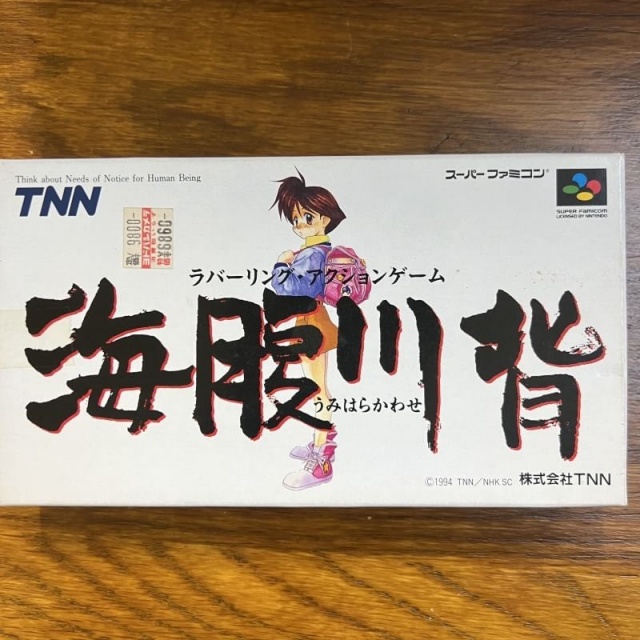 Think about Needs of Notice for Human Being
TNN
スーパーファミコン
SUPER FAMICOM
LICENSED BY NINTENDO
ラバーリング・アクションゲーム
海腹川背
うみはらかわせ
©1994 TNN／NHK SC 株式会社TNN